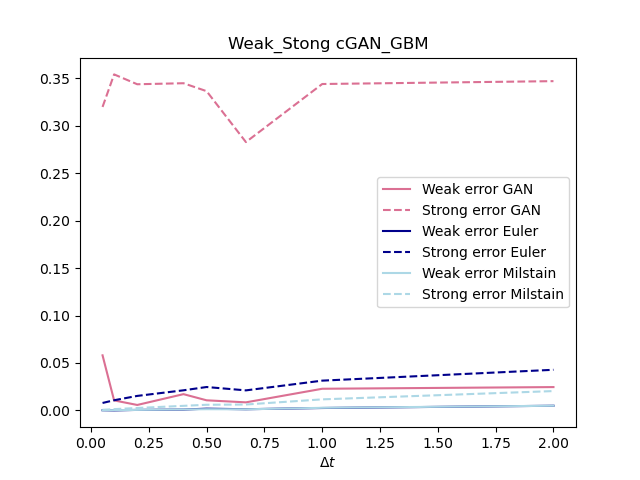 Weak_Stong cGAN_GBM
0.35
0.30
0.25
0.20
0.15
0.10
0.05
0.00
Weak error GAN
Strong error GAN
Weak error Euler
Strong error Euler
Weak error Milstain
Strong error Milstain
0.00 0.25 0.50 0.75 1.00 1.25 1.50 1.75 2.00
Δt